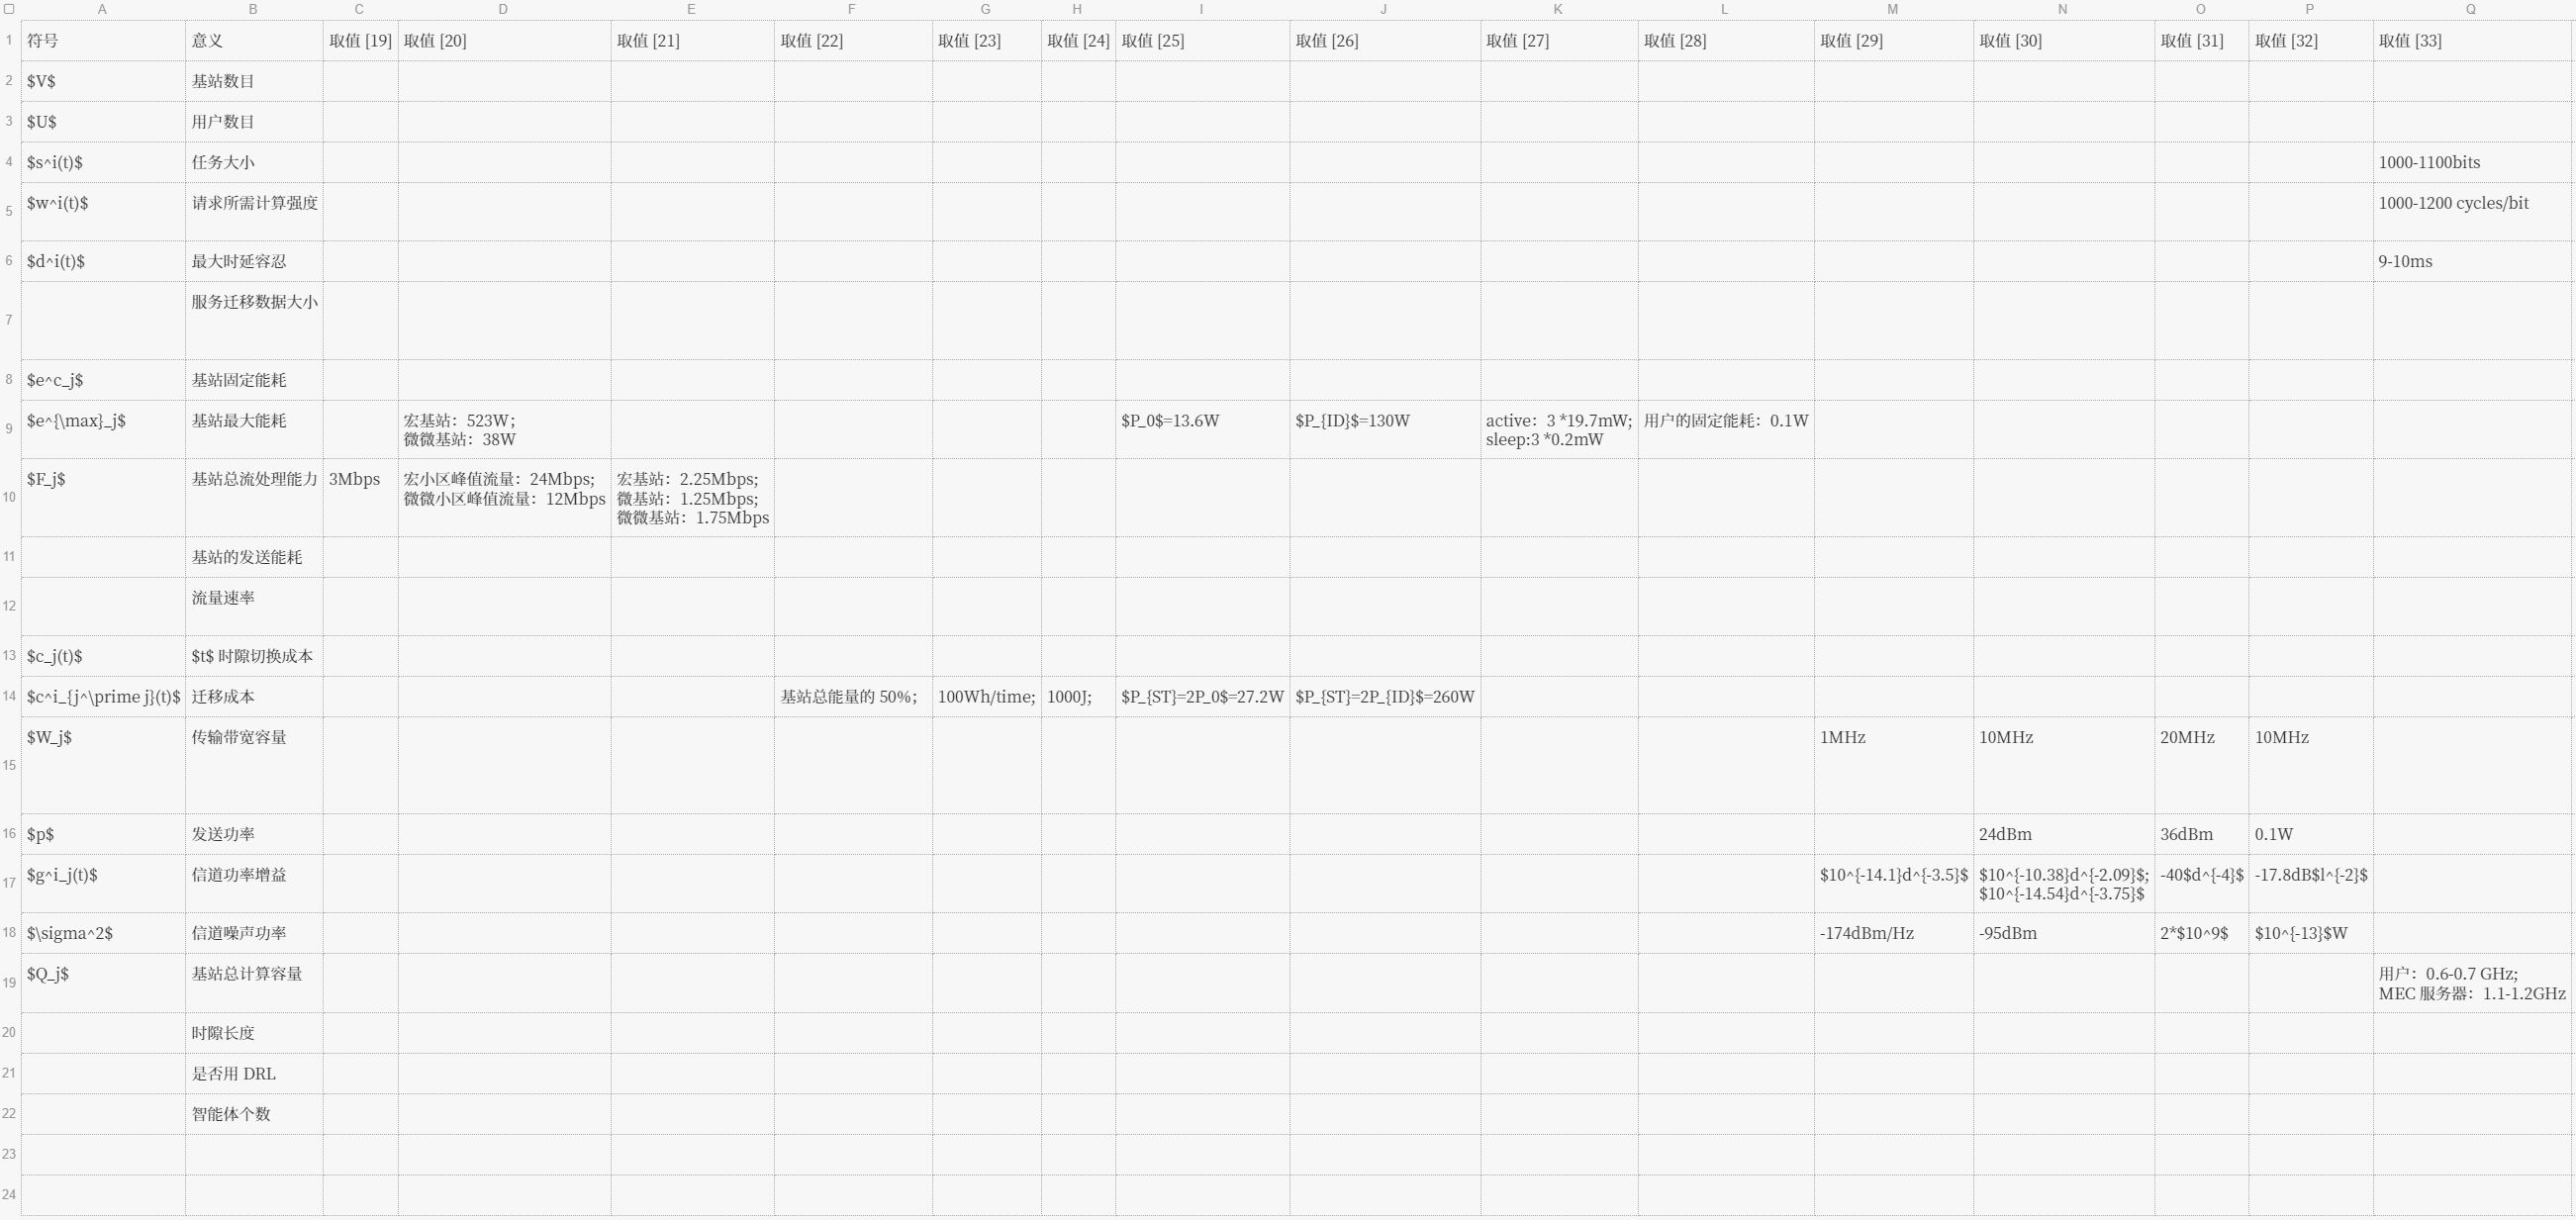 A B C D E F G H I J K L M N O P Q
1 符号 意义 取值 [19] 取值 [20] 取值 [21] 取值 [22] 取值 [23] 取值 [24] 取值 [25] 取值 [26] 取值 [27] 取值 [28] 取值 [29] 取值 [30] 取值 [31] 取值 [32] 取值 [33]
2 $V$ 基站数目
3 $U$ 用户数目
4 $s^i(t)$ 任务大小 1000-1100bits
5 $w^i(t)$ 请求所需计算强度 1000-1200 cycles/bit
6 $d^i(t)$ 最大时延容忍 9-10ms
7 服务迁移数据大小
8 $e^c_j$ 基站固定能耗
9 $e^{\max}_j$ 基站最大能耗 宏基站：523W； $P_0$=13.6W $P_{ID}$=130W active：3 *19.7mW; 用户的固定能耗：0.1W
微微基站：38W sleep:3 *0.2mW
10 $F_j$ 基站总流处理能力 3Mbps 宏小区峰值流量：24Mbps; 宏基站：2.25Mbps;
微微小区峰值流量：12Mbps 微基站：1.25Mbps;
微微基站：1.75Mbps
11 基站的发送能耗
12 流量速率
13 $c_j(t)$ $t$ 时隙切换成本
14 $c^i_{j^\prime j}(t)$ 迁移成本 基站总能量的 50%； 100Wh/time; 1000J; $P_{ST}=2P_0$=27.2W $P_{ST}=2P_{ID}$=260W
15 $W_j$ 传输带宽容量 1MHz 10MHz 20MHz 10MHz
16 $p$ 发送功率 24dBm 36dBm 0.1W
17 $g^i_j(t)$ 信道功率增益 $10^{-14.1}d^{-3.5}$ $10^{-10.38}d^{-2.09}$; -40$d^{-4}$ -17.8dB$l^{-2}$
$10^{-14.54}d^{-3.75}$
18 $\sigma^2$ 信道噪声功率 -174dBm/Hz -95dBm 2*$10^9$ $10^{-13}$W
19 $Q_j$ 基站总计算容量 用户：0.6-0.7 GHz;
MEC 服务器：1.1-1.2GHz
20 时隙长度
21 是否用 DRL
22 智能体个数
23
24